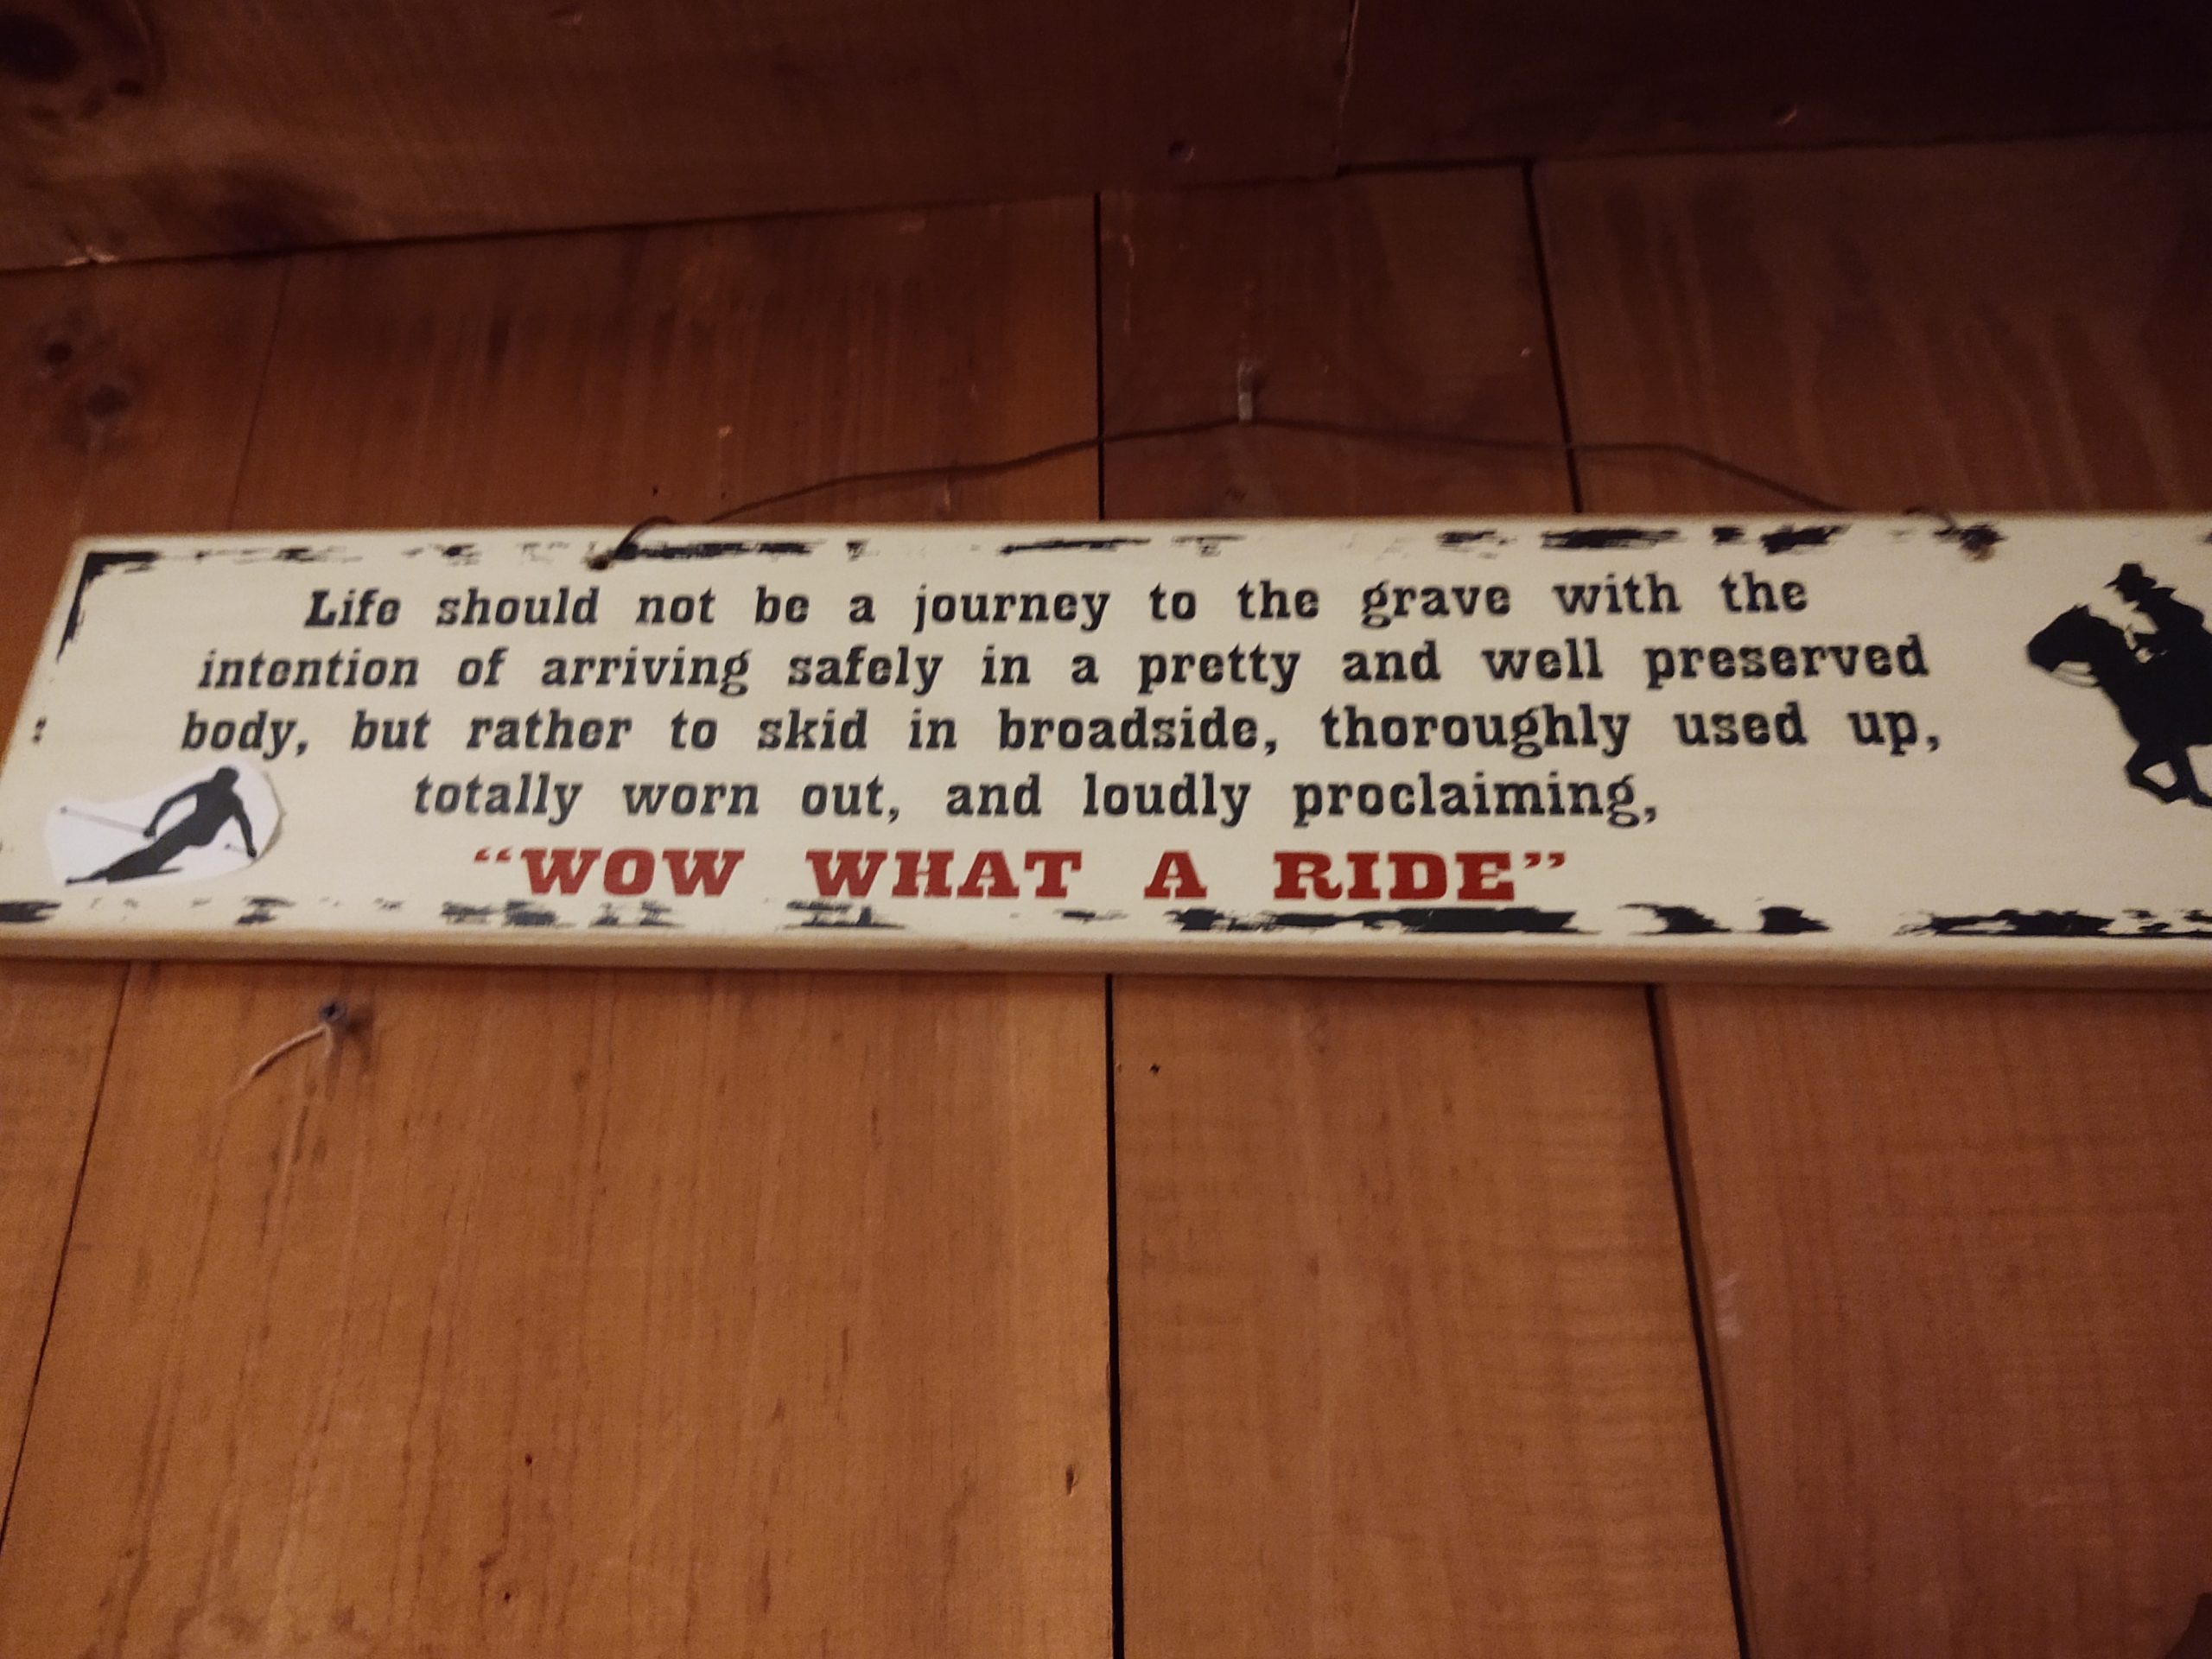 Life should not be a journey to the grave with the
intention of arriving safely in a pretty and well preserved
body, but rather to skid in broadside, thoroughly used up,
totally worn out, and loudly proclaiming,
“WOW WHAT A RIDE”